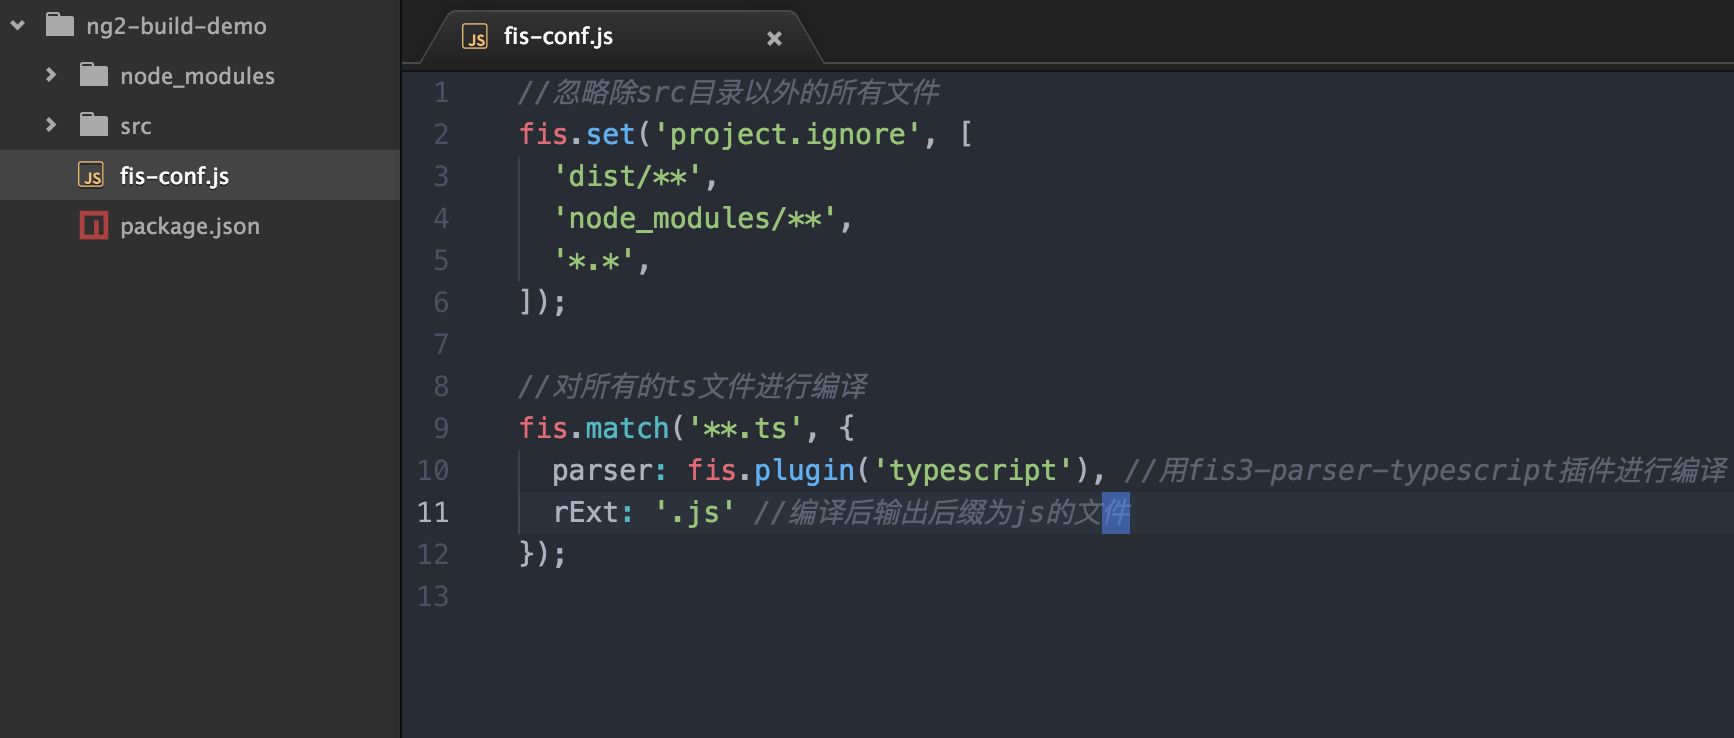 ng2-build-demo
node_modules
src
fis-conf.js
package.json
fis-conf.js
1 //忽略除src目录以外的所有文件
2 fis.set('project.ignore', [
3 'dist/**',
4 'node_modules/**',
5 '*.*',
6 ]);
7
8 //对所有的ts文件进行编译
9 fis.match('**.ts', {
10 parser: fis.plugin('typescript'), //用fis3-parser-typescript插件进行编译
11 rExt: '.js' //编译后输出后缀为js的文件
12 });
13